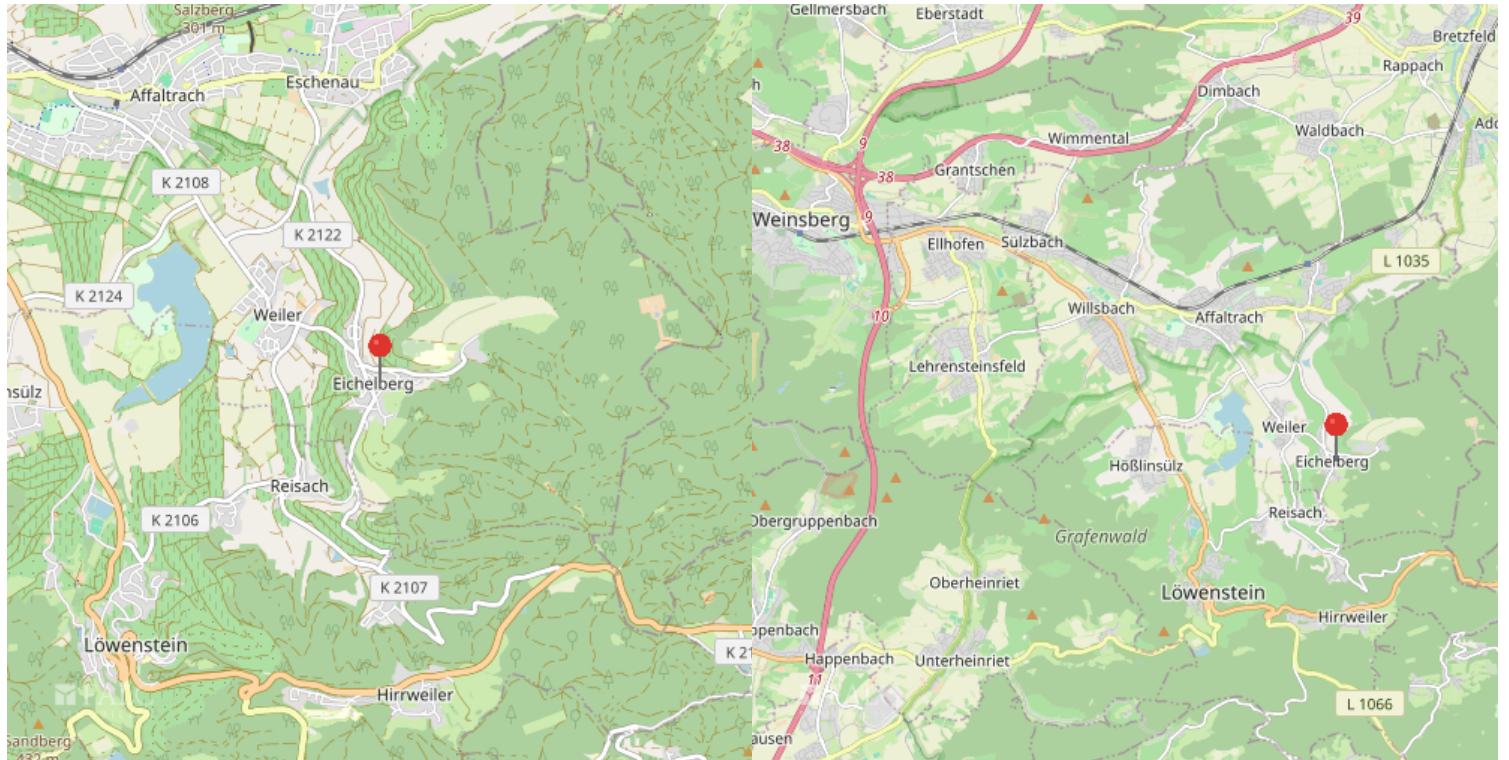 Salzberg
301 m
Eschenau
Affaltrach
K 2108
K 2122
K 2124
Weiler
Eichelberg
nsülz
Reisach
K 2106
K 2107
Löwenstein
K 21
Hirrweiler
Sandberg
432 m
Gellmersbach
Eberstadt
39
Bretzfeld
Rappach
h
Dimbach
Waldbach
Ado
Wimmental
9
38
38
Grantschen
Weinsberg
9
Ellhofen
Sülzbach
L 1035
10
Willsbach
Affaltrach
Lehrensteinsfeld
Weiler
Hößlinsülz
Eichelberg
Obergruppenbach
Reisach
Grafenwald
Oberheinriet
Löwenstein
Hirrweiler
ppenbach
Happenbach
Unterheinriet
11
L 1066
ausen